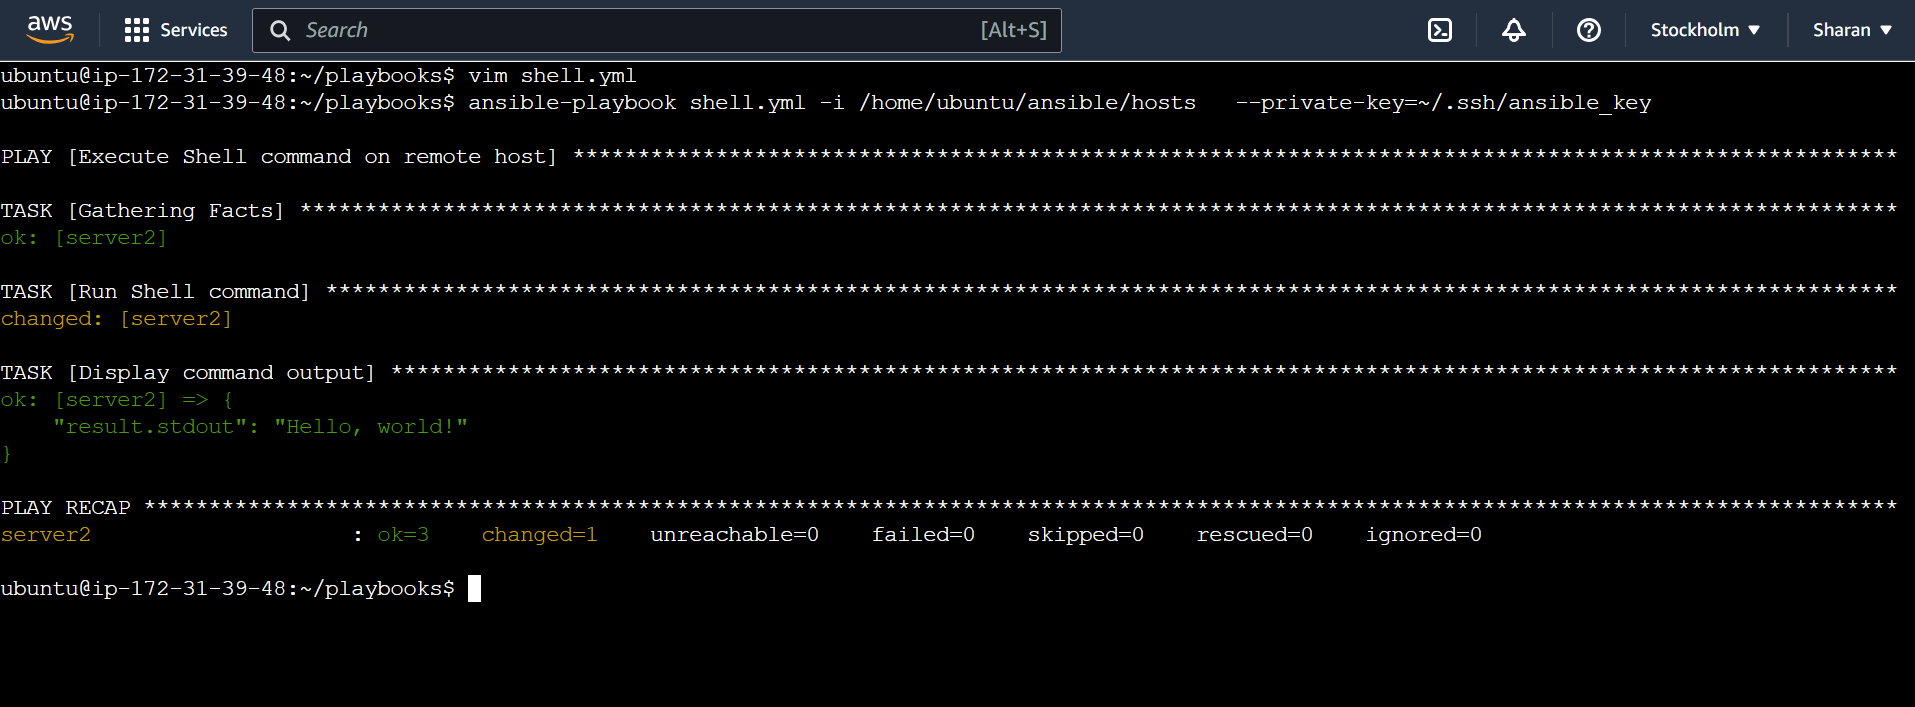 aws Services Search [Alt+S] Stockholm Sharan
ubuntu@ip-172-31-39-48:~/playbooks$ vim shell.yml
ubuntu@ip-172-31-39-48:~/playbooks$ ansible-playbook shell.yml -i /home/ubuntu/ansible/hosts   --private-key=~/.ssh/ansible_key
PLAY [Execute Shell command on remote host] ******************************************************************************************************
TASK [Gathering Facts] ***************************************************************************************************************************
ok: [server2]
TASK [Run Shell command] *************************************************************************************************************************
changed: [server2]
TASK [Display command output] ********************************************************************************************************************
ok: [server2] => {
    "result.stdout": "Hello, world!"
}
PLAY RECAP ***************************************************************************************************************************************
server2                    : ok=3    changed=1    unreachable=0    failed=0    skipped=0    rescued=0    ignored=0
ubuntu@ip-172-31-39-48:~/playbooks$